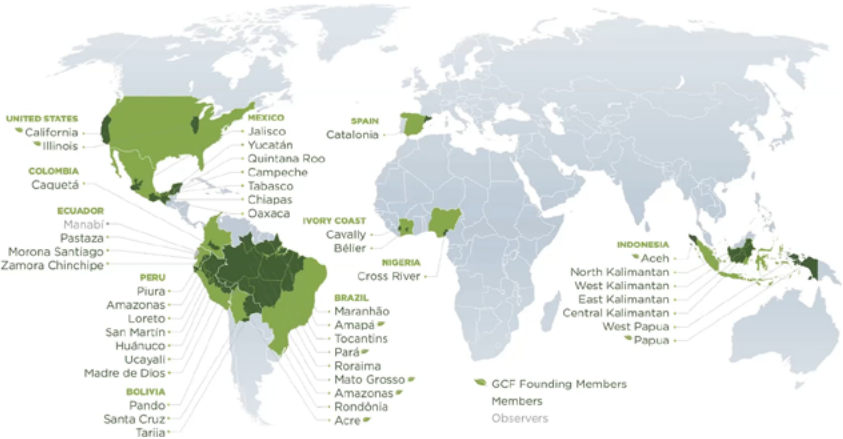 UNITED STATES
California
Illinois
COLOMBIA
Caquetá
ECUADOR
Manabí
Pastaza
Morona Santiago
Zamora Chinchipe
PERU
Piura
Amazonas
Loreto
San Martín
Huánuco
Ucayali
Madre de Dios
BOLIVIA
Pando
Santa Cruz
Tarija
MEXICO
Jalisco
Yucatán
Quintana Roo
Campeche
Tabasco
Chiapas
Oaxaca
SPAIN
Catalonia
IVORY COAST
Cavally
Bélier
NIGERIA
Cross River
BRAZIL
Maranhão
Amapá
Tocantins
Pará
Roraima
Mato Grosso
Amazonas
Rondônia
Acre
INDONESIA
Aceh
North Kalimantan
West Kalimantan
East Kalimantan
Central Kalimantan
West Papua
Papua
GCF Founding Members
Members
Observers